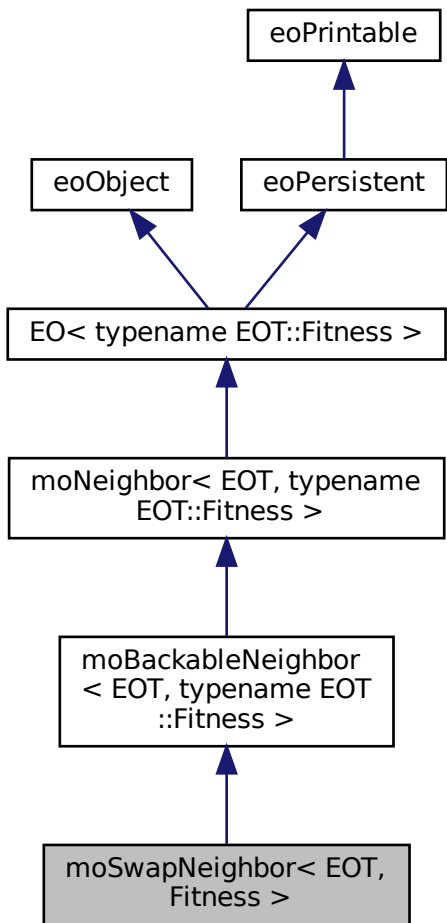 eoPrintable
eoObject
eoPersistent
EO< typename EOT::Fitness >
moNeighbor< EOT, typename
EOT::Fitness >
moBackableNeighbor
< EOT, typename EOT
::Fitness >
moSwapNeighbor< EOT,
Fitness >